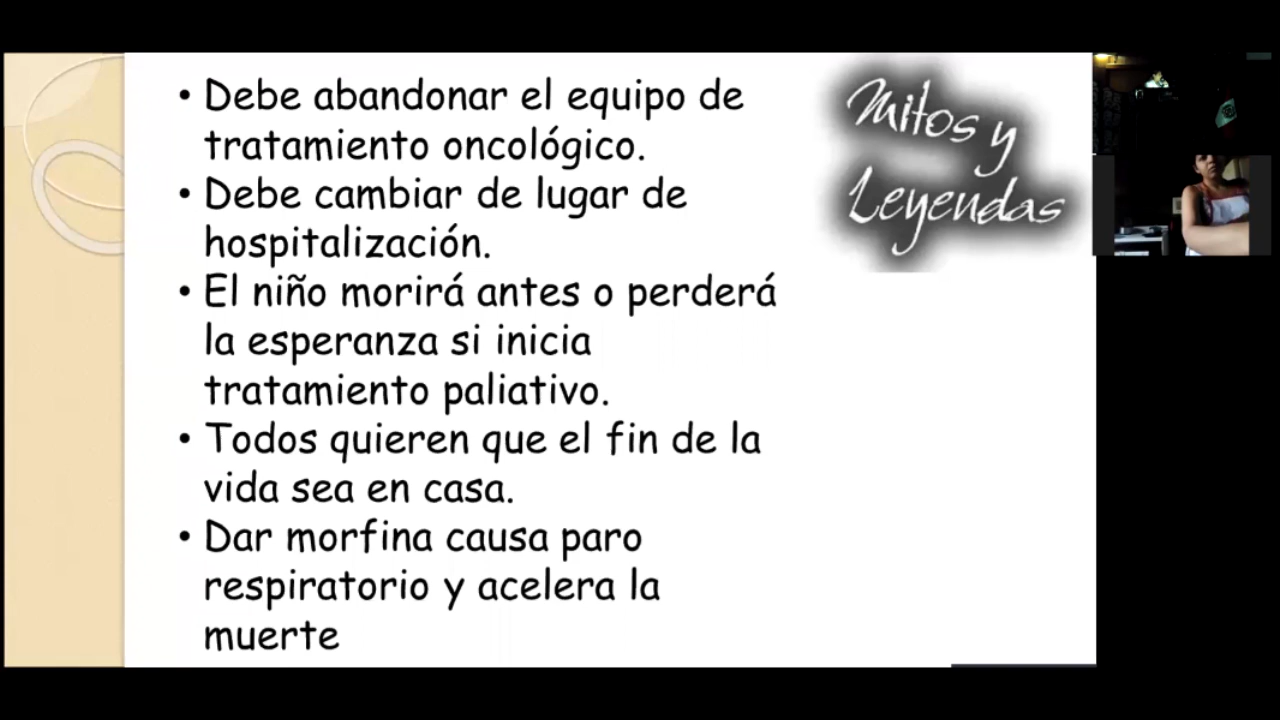 • Debe abandonar el equipo de
tratamiento oncológico.
• Debe cambiar de lugar de
hospitalización.
• El niño morirá antes o perderá
la esperanza si inicia
tratamiento paliativo.
• Todos quieren que el fin de la
vida sea en casa.
• Dar morfina causa paro
respiratorio y acelera la
muerte
Mitos y
Leyendas